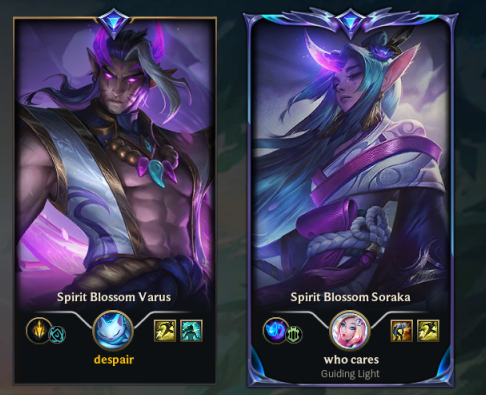 Spirit Blossom Varus
despair
Spirit Blossom Soraka
who cares
Guiding Light